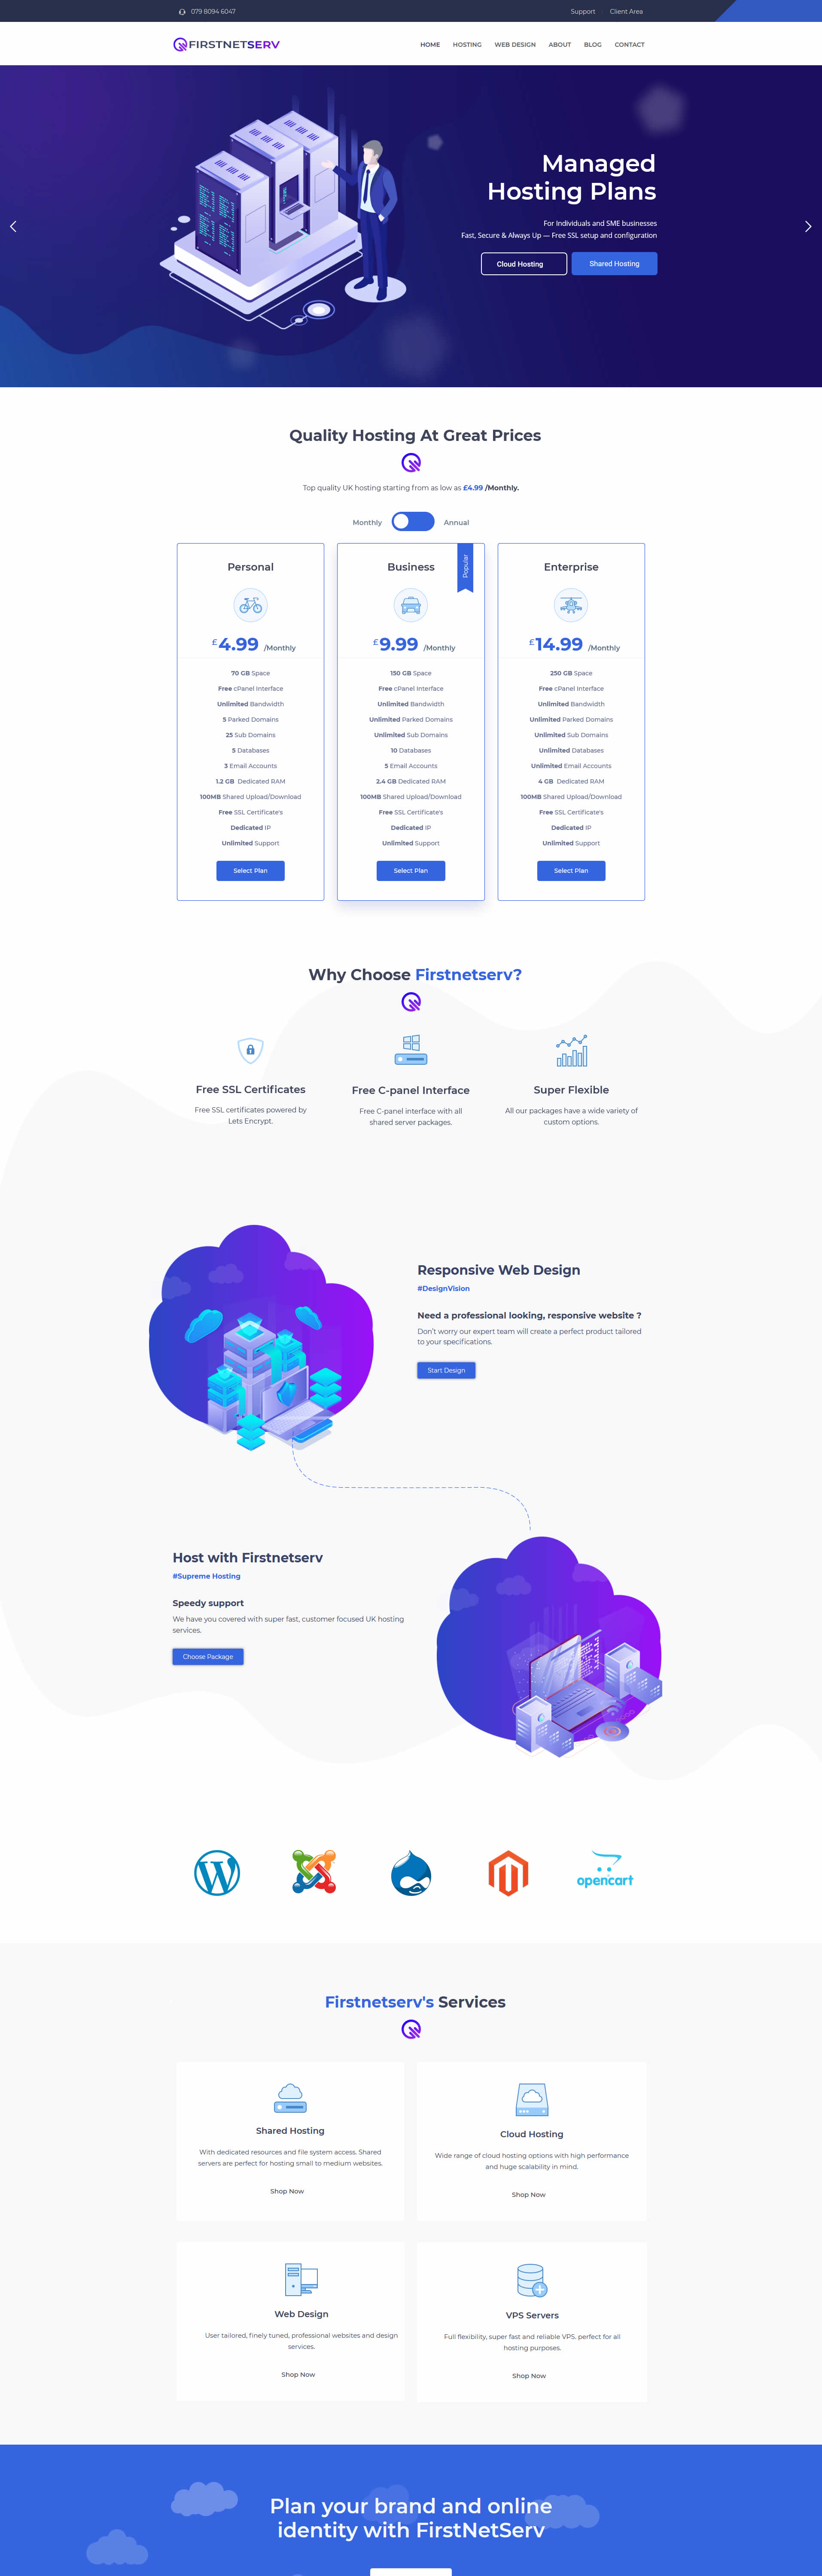 079 8094 6047
Support
Client Area
FIRSTNETSERV
HOME
HOSTING
WEB DESIGN
ABOUT
BLOG
CONTACT
Managed
Hosting Plans
For Individuals and SME businesses
Fast, Secure & Always Up — Free SSL setup and configuration
Cloud Hosting
Shared Hosting
Quality Hosting At Great Prices
Top quality UK hosting starting from as low as £4.99 /Monthly.
Monthly
Annual
Personal
£4.99 /Monthly
70 GB Space
Free cPanel Interface
Unlimited Bandwidth
5 Parked Domains
25 Sub Domains
5 Databases
3 Email Accounts
1.2 GB Dedicated RAM
100MB Shared Upload/Download
Free SSL Certificate's
Dedicated IP
Unlimited Support
Select Plan
Popular
Business
£9.99 /Monthly
150 GB Space
Free cPanel Interface
Unlimited Bandwidth
Unlimited Parked Domains
Unlimited Sub Domains
10 Databases
5 Email Accounts
2.4 GB Dedicated RAM
100MB Shared Upload/Download
Free SSL Certificate's
Dedicated IP
Unlimited Support
Select Plan
Enterprise
£14.99 /Monthly
250 GB Space
Free cPanel Interface
Unlimited Bandwidth
Unlimited Parked Domains
Unlimited Sub Domains
Unlimited Databases
Unlimited Email Accounts
4 GB Dedicated RAM
100MB Shared Upload/Download
Free SSL Certificate's
Dedicated IP
Unlimited Support
Select Plan
Why Choose Firstnetserv?
Free SSL Certificates
Free SSL certificates powered by
Lets Encrypt.
Free C-panel Interface
Free C-panel interface with all
shared server packages.
Super Flexible
All our packages have a wide variety of
custom options.
Responsive Web Design
#DesignVision
Need a professional looking, responsive website ?
Don't worry our expert team will create a perfect product tailored
to your specifications.
Start Design
Host with Firstnetserv
#Supreme Hosting
Speedy support
We have you covered with super fast, customer focused UK hosting
services.
Choose Package
opencart
Firstnetserv's Services
Shared Hosting
With dedicated resources and file system access. Shared
servers are perfect for hosting small to medium websites.
Shop Now
Cloud Hosting
Wide range of cloud hosting options with high performance
and huge scalability in mind.
Shop Now
Web Design
User tailored, finely tuned, professional websites and design
services.
Shop Now
VPS Servers
Full flexibility, super fast and reliable VPS, perfect for all
hosting purposes.
Shop Now
Plan your brand and online
identity with FirstNetServ